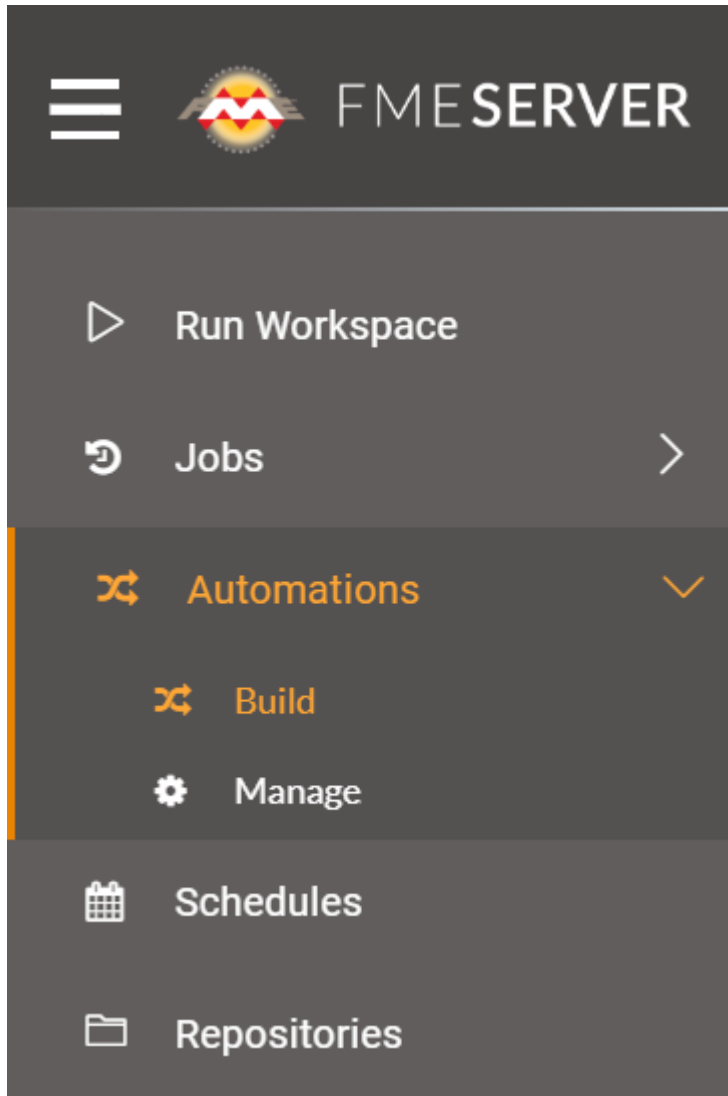 FMESERVER
Run Workspace
Jobs
Automations
Build
Manage
Schedules
Repositories